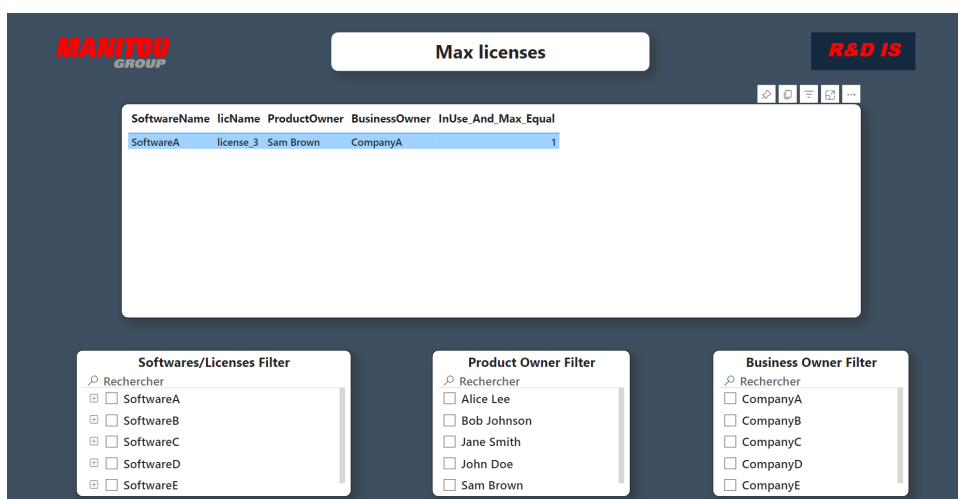 MANITOU
GROUP
Max licenses
R&D IS
SoftwareName licName ProductOwner BusinessOwner InUse_And_Max_Equal
SoftwareA license_3 Sam Brown CompanyA 1
Softwares/Licenses Filter
Rechercher
SoftwareA
SoftwareB
SoftwareC
SoftwareD
SoftwareE
Product Owner Filter
Rechercher
Alice Lee
Bob Johnson
Jane Smith
John Doe
Sam Brown
Business Owner Filter
Rechercher
CompanyA
CompanyB
CompanyC
CompanyD
CompanyE